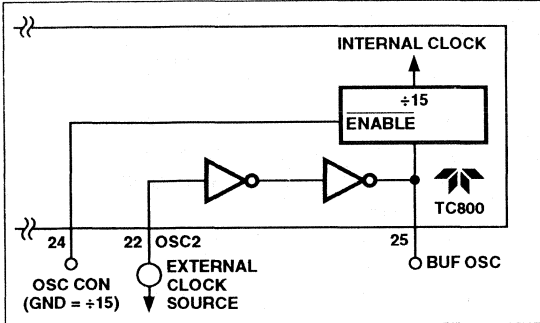 INTERNAL CLOCK
÷15
ENABLE
TC800
24
22 OSC2
25
OSC CON
(GND = ÷15)
EXTERNAL
CLOCK
SOURCE
BUF OSC